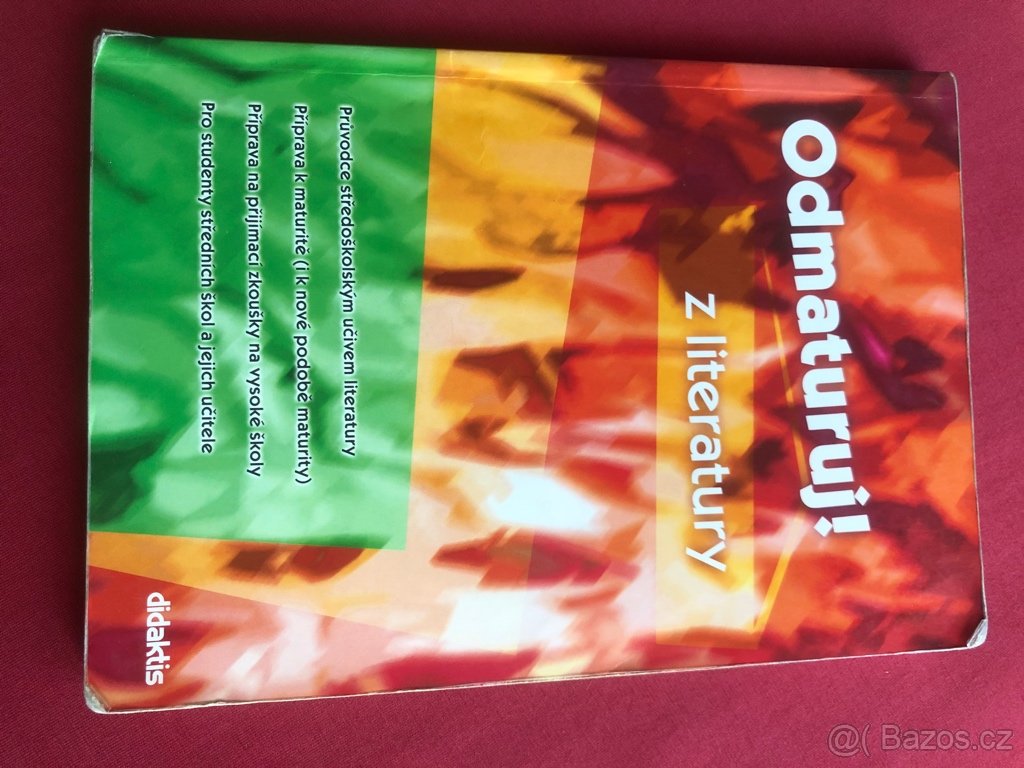 odmaturuj!
z literatury
Průvodce středoškolským učivem literatury
Příprava k maturitě (i k nové podobě maturity)
Příprava na přijímací zkoušky na vysoké školy
Pro studenty středních škol a jejich učitele
didaktis
@( Bazos.cz